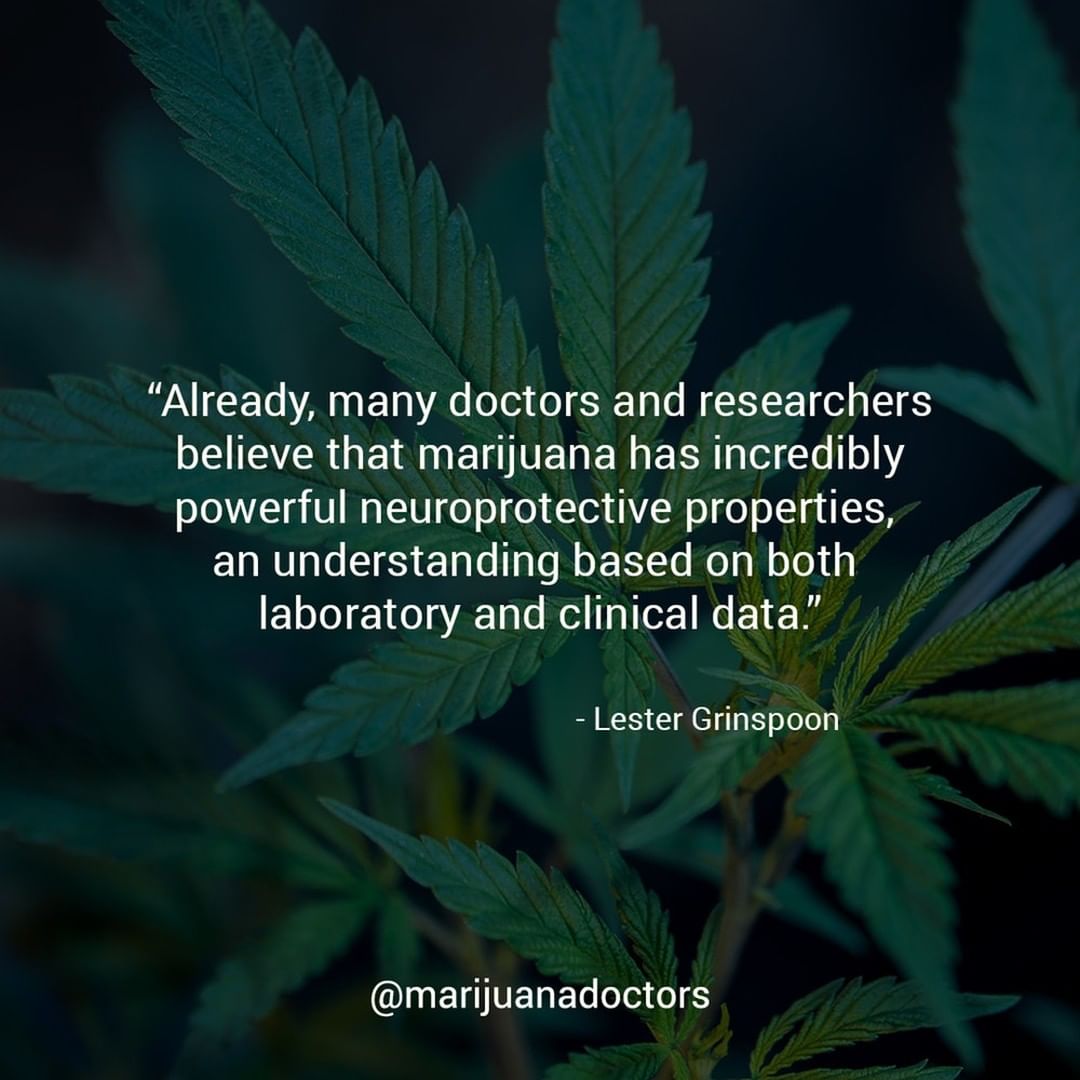 “Already, many doctors and researchers
believe that marijuana has incredibly
powerful neuroprotective properties,
an understanding based on both
laboratory and clinical data.”
- Lester Grinspoon
@marijuanadoctors